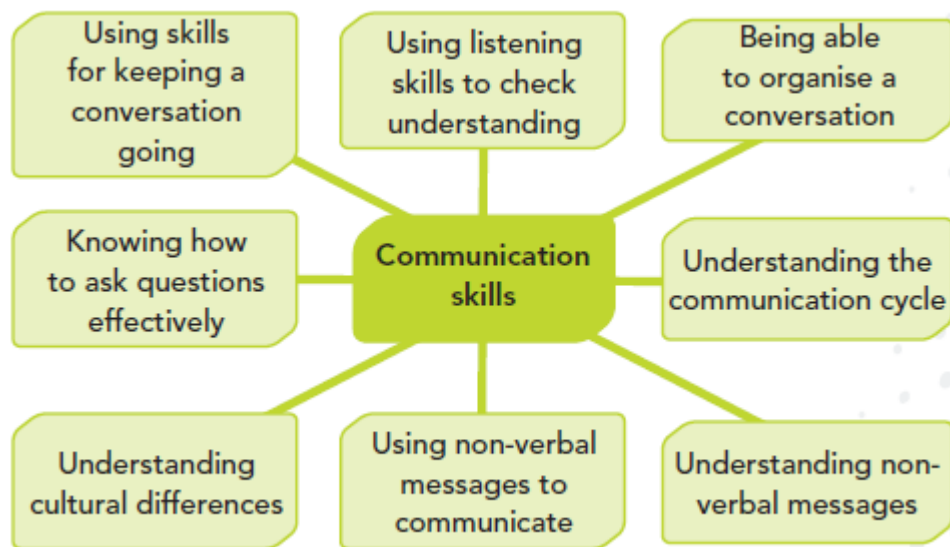 Using skills
for keeping a
conversation
going
Using listening
skills to check
understanding
Being able
to organise a
conversation
Knowing how
to ask questions
effectively
Communication
skills
Understanding the
communication cycle
Understanding
cultural differences
Using non-verbal
messages to
communicate
Understanding non-
verbal messages